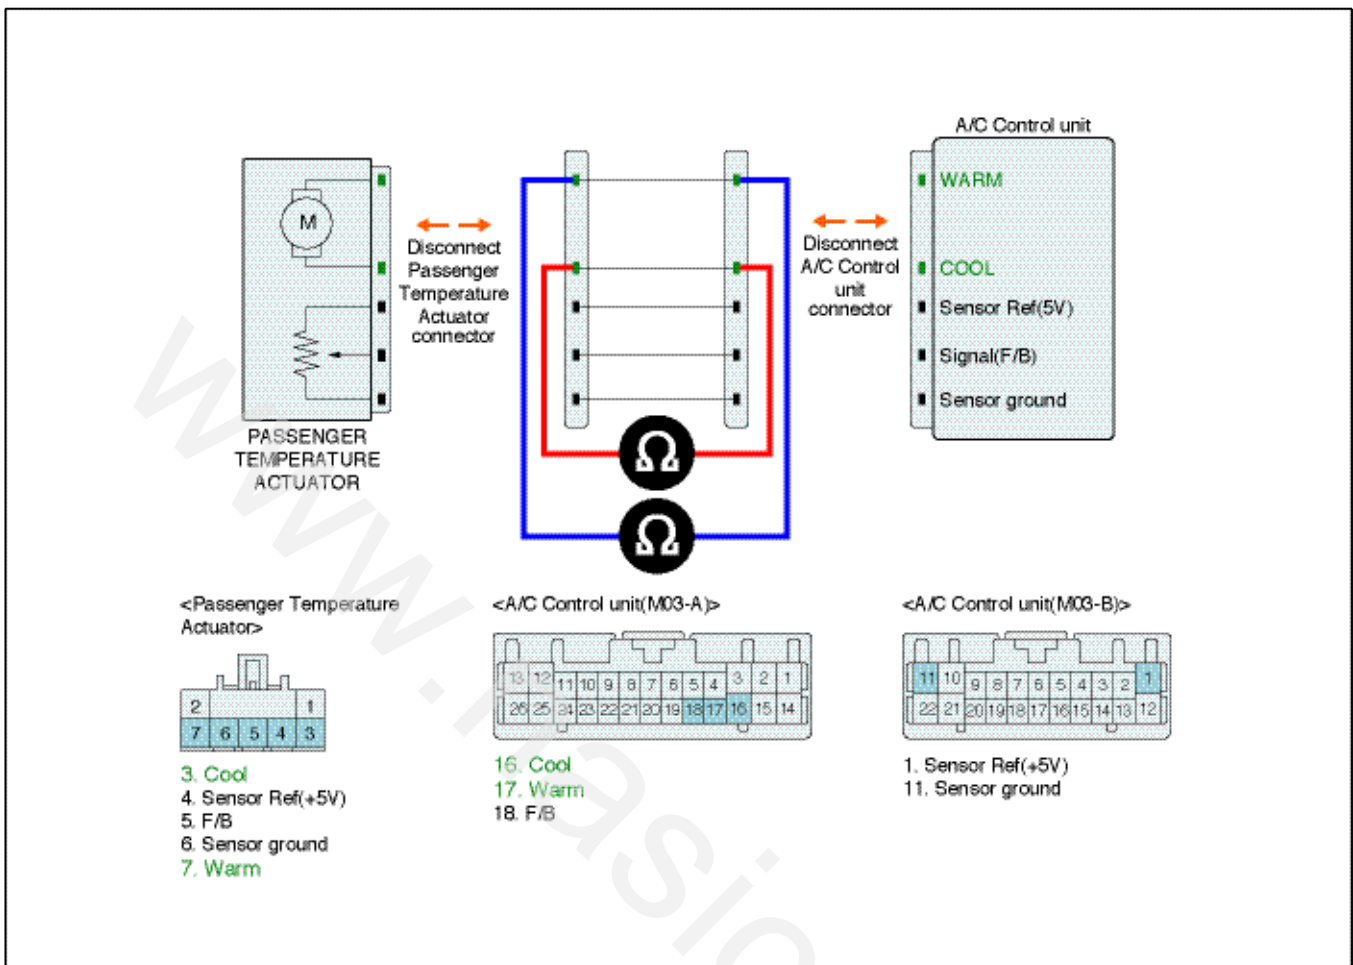 A/C Control unit
WARM
M
Disconnect
Passenger
Temperature
Actuator
connector
Disconnect
A/C Control
unit
connector
COOL
Sensor Ref(5V)
Signal(F/B)
Sensor ground
PASSENGER
TEMPERATURE
ACTUATOR
Ω
Ω
<Passenger Temperature
Actuator>
2 1
7 6 5 4 3
3. Cool
4. Sensor Ref(+5V)
5. F/B
6. Sensor ground
7. Warm
<A/C Control unit(M03-A)>
13 12 11 10 9 8 7 6 5 4 3 2 1
26 25 24 23 22 21 20 19 18 17 16 15 14
16. Cool
17. Warm
18. F/B
<A/C Control unit(M03-B)>
11 10 9 8 7 6 5 4 3 2 1
22 21 20 19 18 17 16 15 14 13 12
1. Sensor Ref(+5V)
11. Sensor ground